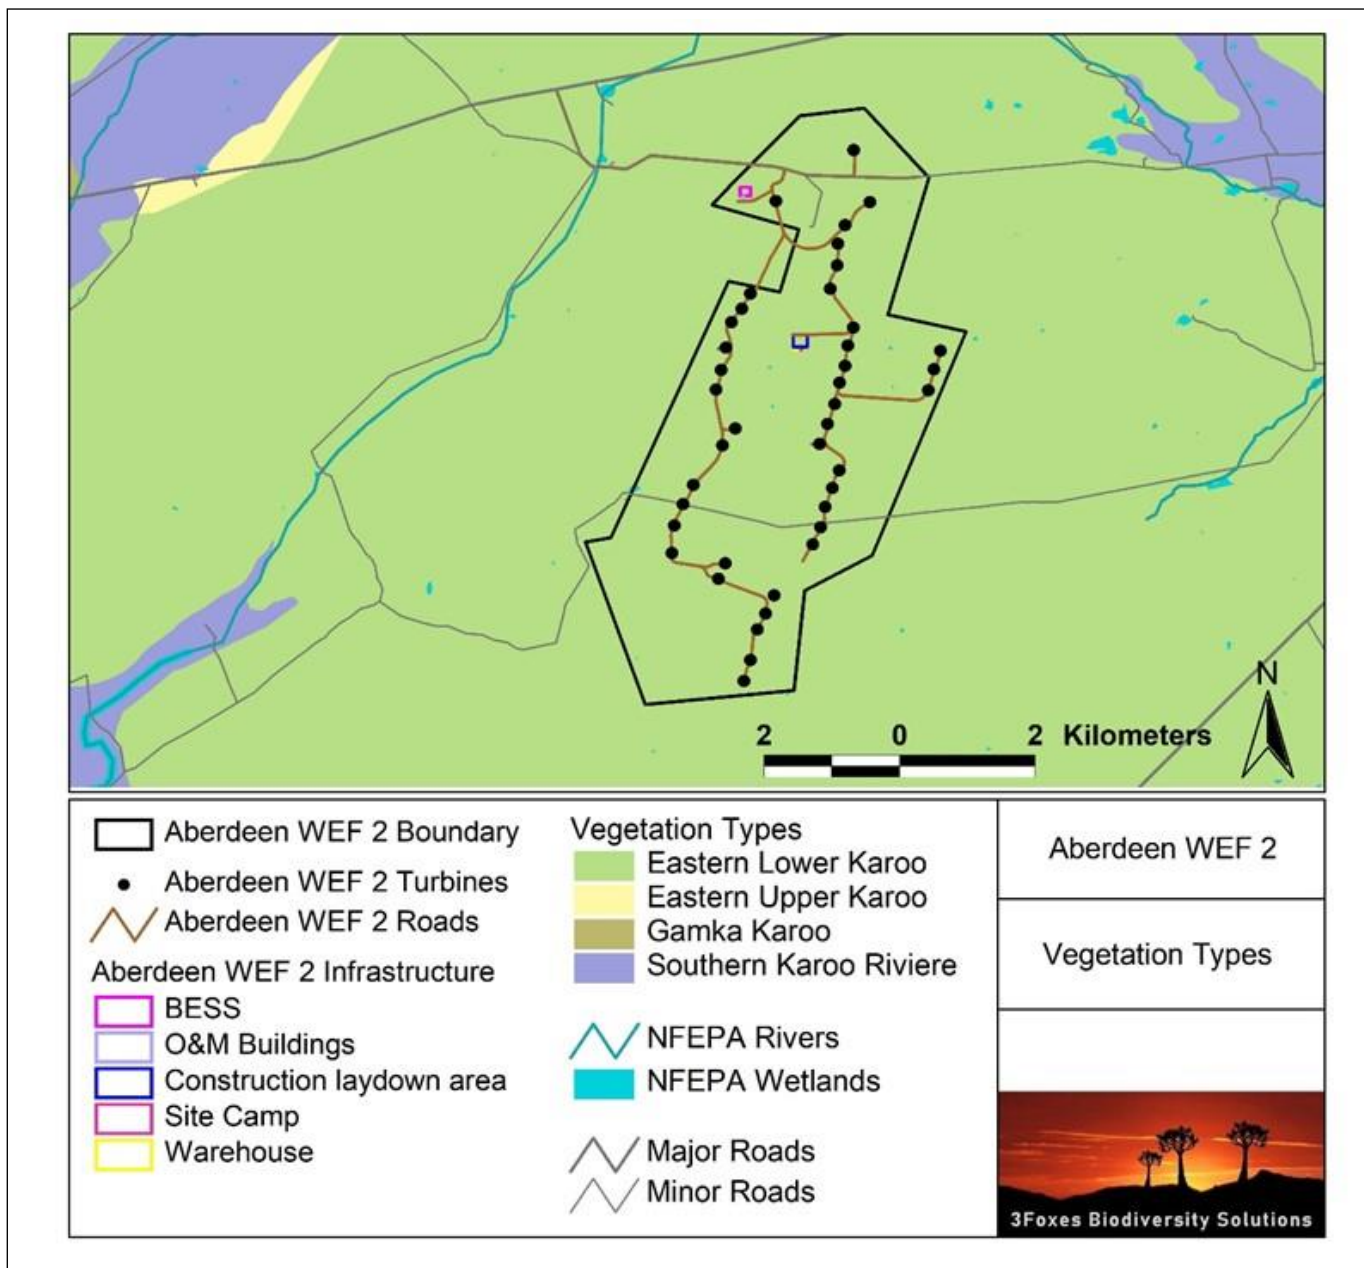 N
2 0 2 Kilometers
Aberdeen WEF 2 Boundary
Aberdeen WEF 2 Turbines
Aberdeen WEF 2 Roads
Aberdeen WEF 2 Infrastructure
BESS
O&M Buildings
Construction laydown area
Site Camp
Warehouse
Vegetation Types
Eastern Lower Karoo
Eastern Upper Karoo
Gamka Karoo
Southern Karoo Riviere
NFEPA Rivers
NFEPA Wetlands
Major Roads
Minor Roads
Aberdeen WEF 2
Vegetation Types
3Foxes Biodiversity Solutions